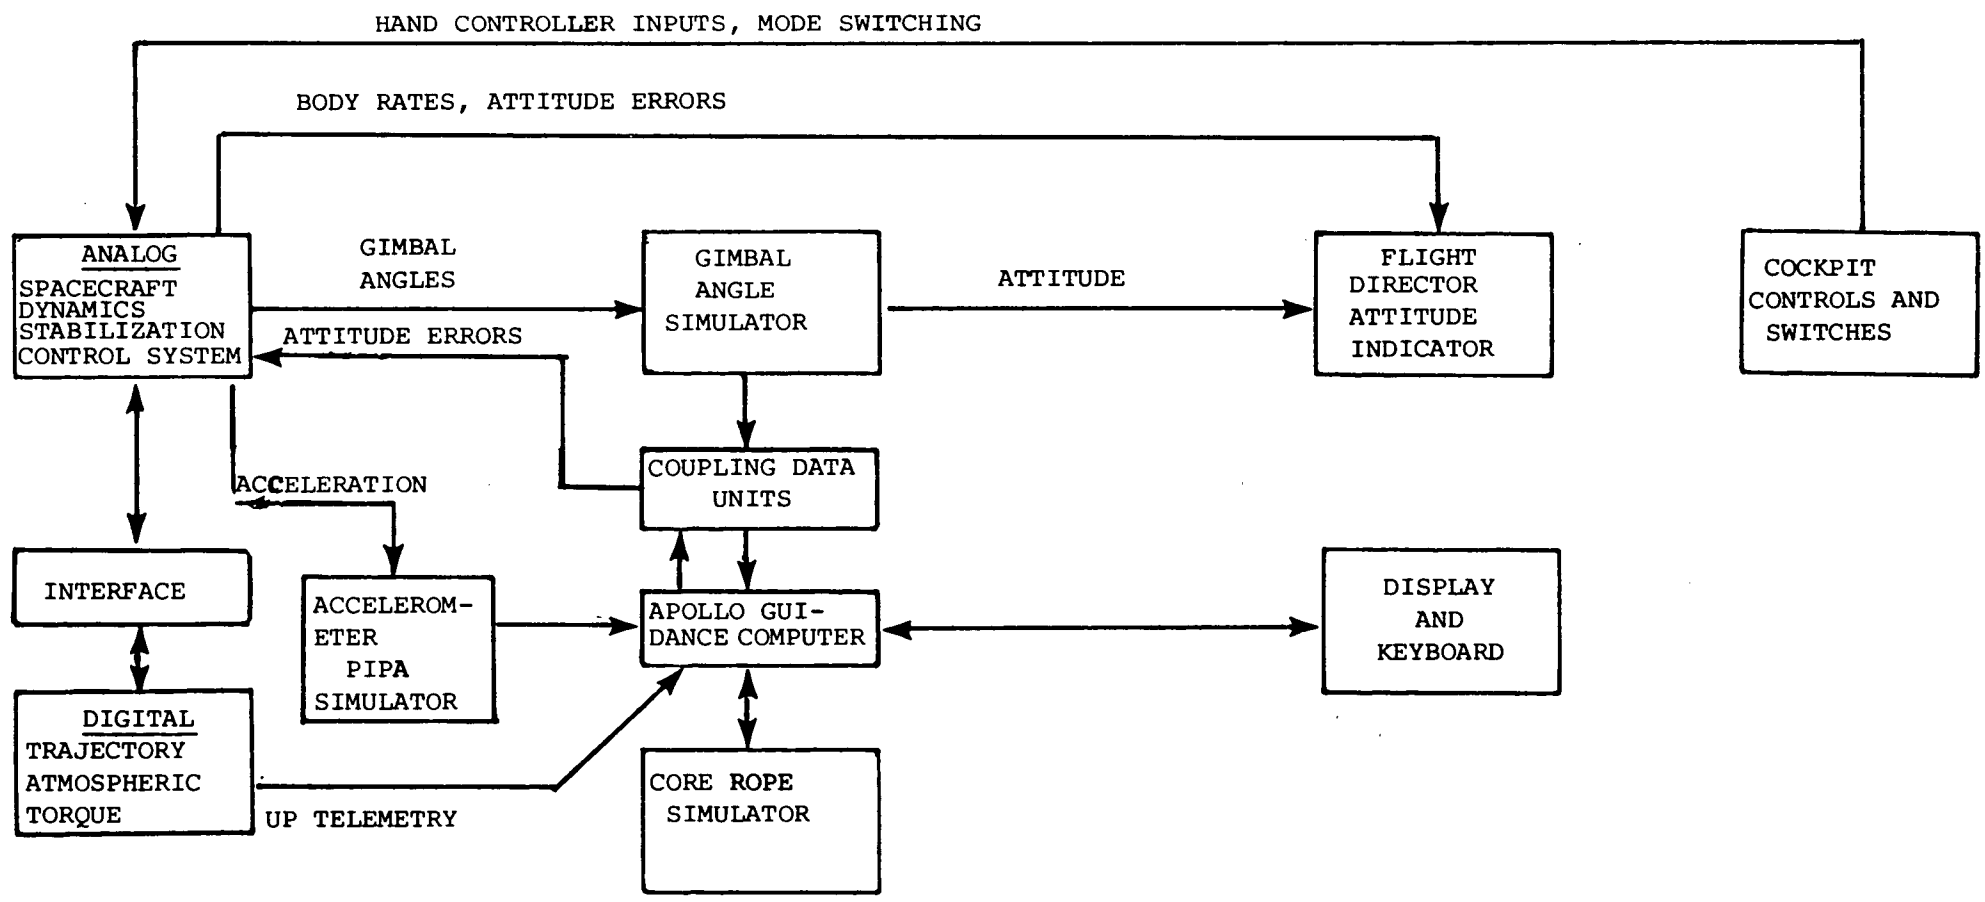 HAND CONTROLLER INPUTS, MODE SWITCHING
BODY RATES, ATTITUDE ERRORS
ANALOG
SPACECRAFT
DYNAMICS
STABILIZATION
CONTROL SYSTEM
GIMBAL
ANGLES
ATTITUDE ERRORS
GIMBAL
ANGLE
SIMULATOR
ATTITUDE
FLIGHT
DIRECTOR
ATTITUDE
INDICATOR
COCKPIT
CONTROLS AND
SWITCHES
COUPLING DATA
UNITS
ACCELERATION
INTERFACE
ACCELEROM-
ETER
PIPA
SIMULATOR
APOLLO GUI-
DANCE COMPUTER
DISPLAY
AND
KEYBOARD
DIGITAL
TRAJECTORY
ATMOSPHERIC
TORQUE
UP TELEMETRY
CORE ROPE
SIMULATOR